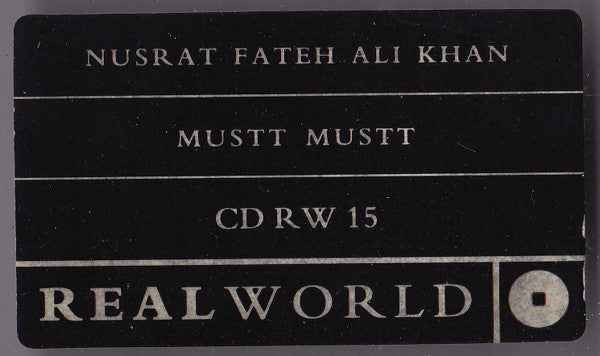 NUSRAT FATEH ALI KHAN
MUSTT MUSTT
CD RW 15
REALWORLD